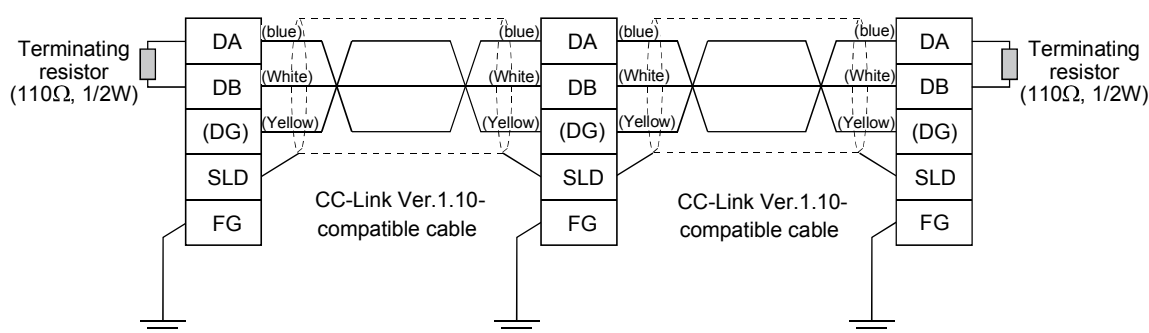 Terminating
resistor
(110Ω, 1/2W)
DA
DB
(DG)
SLD
FG
(blue)
(White)
(Yellow)
(blue)
(White)
(Yellow)
CC-Link Ver.1.10-
compatible cable
DA
DB
(DG)
SLD
FG
(blue)
(White)
(Yellow)
(blue)
(White)
(Yellow)
CC-Link Ver.1.10-
compatible cable
DA
DB
(DG)
SLD
FG
Terminating
resistor
(110Ω, 1/2W)